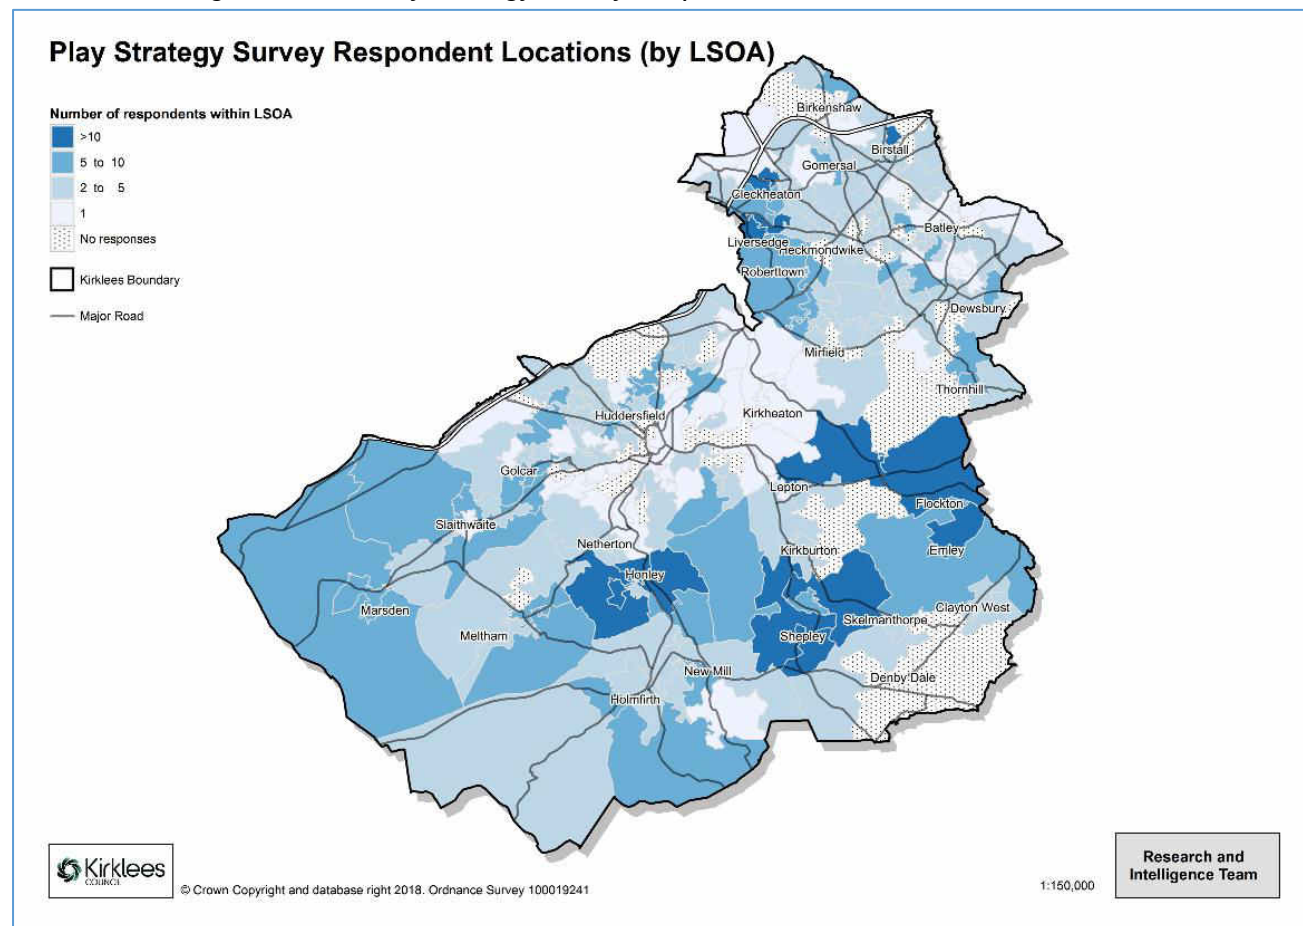 Play Strategy Survey Respondent Locations (by LSOA)
Number of respondents within LSOA
>10
5 to 10
2 to 5
1
No responses
Kirklees Boundary
Major Road
Birkenshaw
Birstall
Gomersal
Cleckheaton
Batley
Liversedge
Heckmondwike
Roberttown
Dewsbury
Mirfield
Thornhill
Huddersfield
Kirkheaton
Golcar
Lepton
Flockton
Slaithwaite
Netherton
Kirkburton
Emley
Honley
Marsden
Clayton West
Skelmanthorpe
Meltham
Shepley
New Mill
Denby Dale
Holmfirth
Kirklees
COUNCIL
© Crown Copyright and database right 2018. Ordnance Survey 100019241
1:150,000
Research and
Intelligence Team